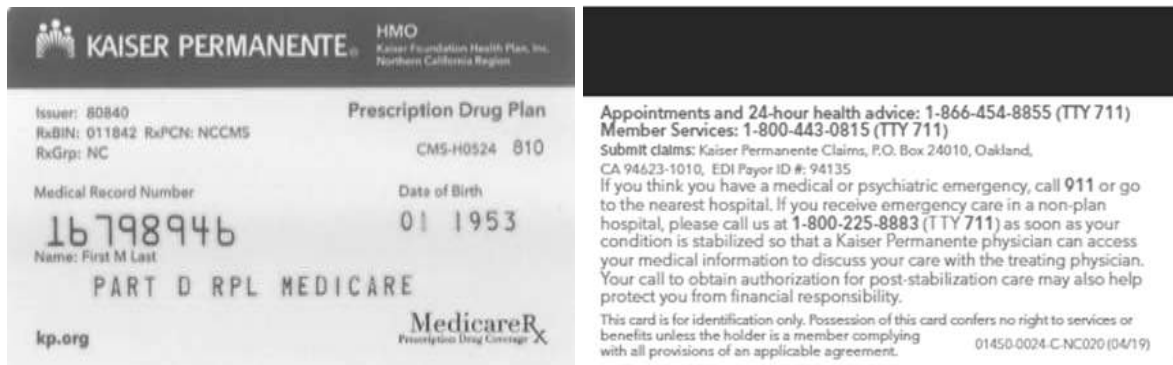 KAISER PERMANENTE®
HMO
Kaiser Foundation Health Plan, Inc.
Northern California Region
Issuer: 80840
RxBIN: 011842 RxPCN: NCCMS
RxGrp: NC
Prescription Drug Plan
CMS-H0524 810
Medical Record Number
Date of Birth
16798946
01 1953
Name: First M Last
PART D RPL MEDICARE
kp.org
MedicareRx
Prescription Drug Coverage
Appointments and 24-hour health advice: 1-866-454-8855 (TTY 711)
Member Services: 1-800-443-0815 (TTY 711)
Submit claims: Kaiser Permanente Claims, P.O. Box 24010, Oakland,
CA 94623-1010, EDI Payor ID #: 94135
If you think you have a medical or psychiatric emergency, call 911 or go
to the nearest hospital. If you receive emergency care in a non-plan
hospital, please call us at 1-800-225-8883 (TTY 711) as soon as your
condition is stabilized so that a Kaiser Permanente physician can access
your medical information to discuss your care with the treating physician.
Your call to obtain authorization for post-stabilization care may also help
protect you from financial responsibility.
This card is for identification only. Possession of this card confers no right to services or
benefits unless the holder is a member complying
with all provisions of an applicable agreement.
01450-0024-C-NC020 (04/19)